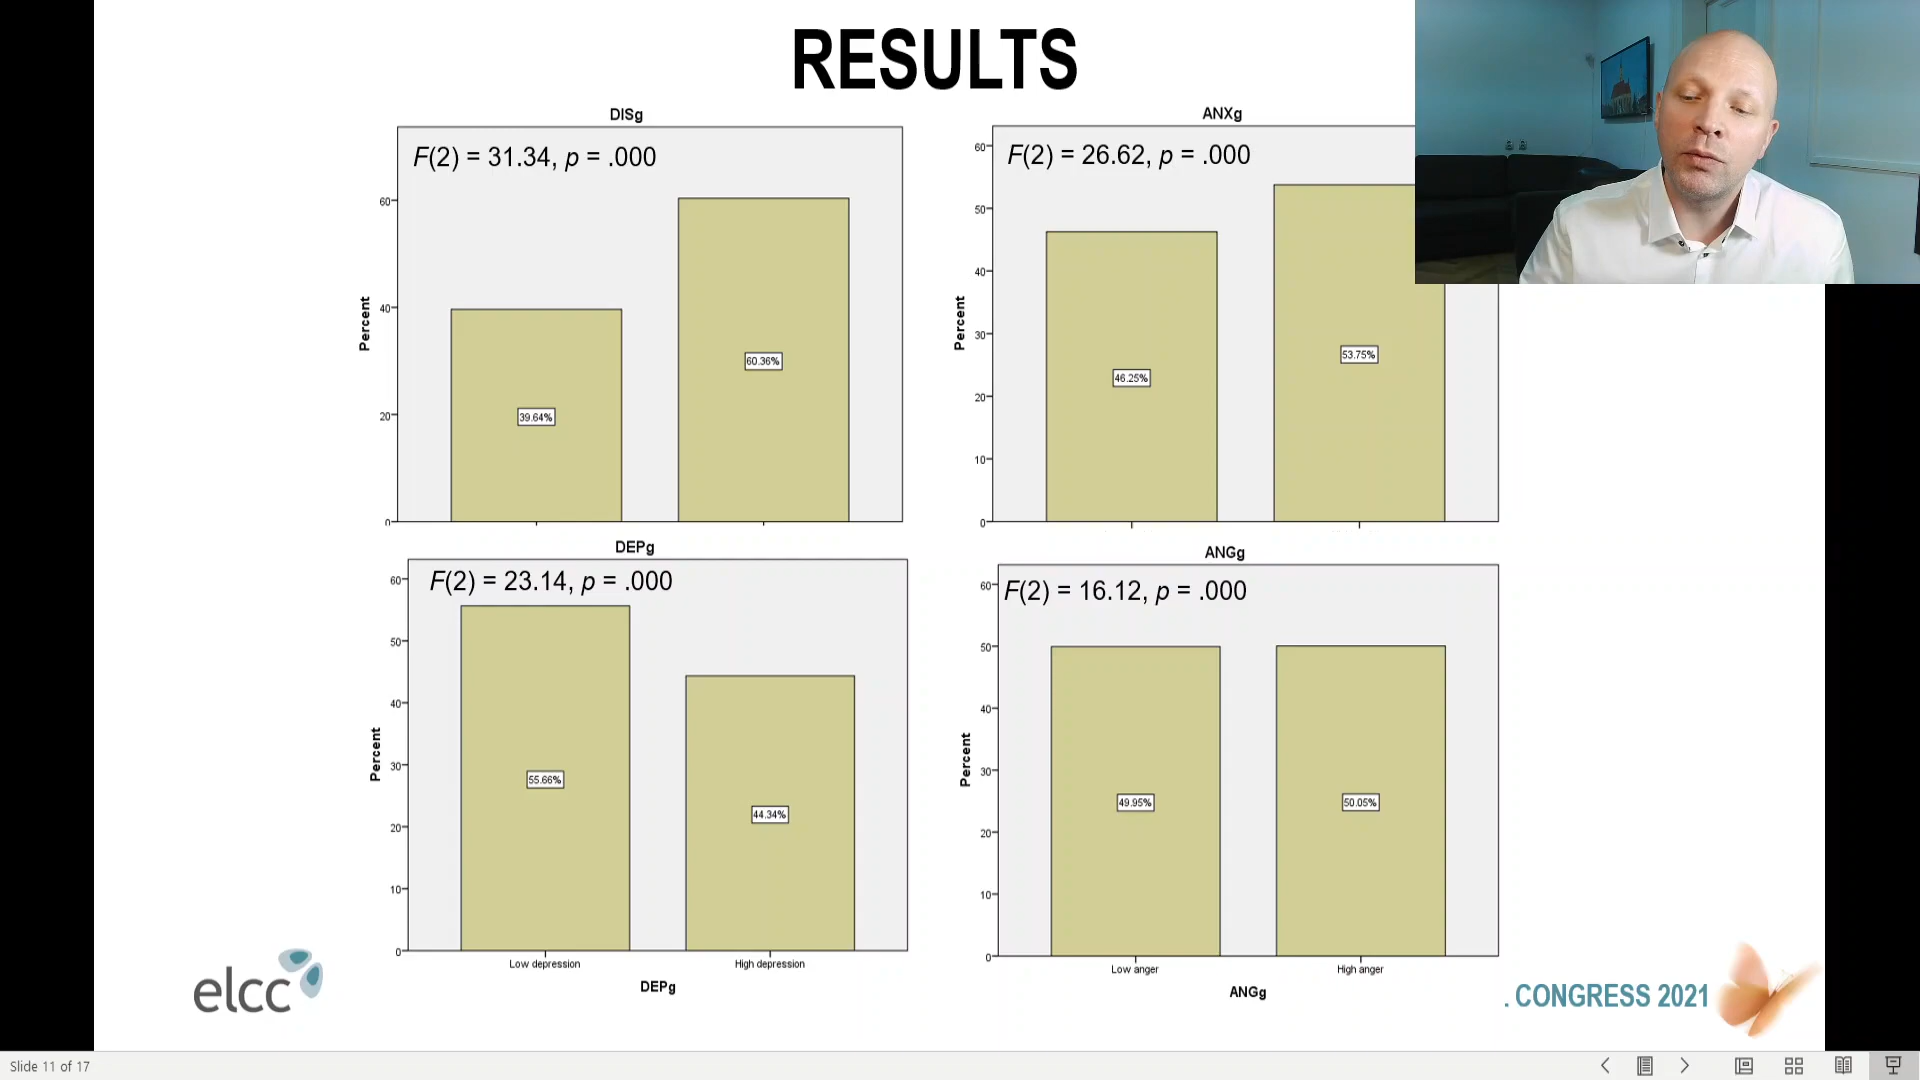 RESULTS
DISg
F(2) = 31.34, p = .000
60
40
20
0
Percent
39.64%
60.36%
ANXg
F(2) = 26.62, p = .000
60
50
40
30
20
10
0
Percent
46.25%
53.75%
DEPg
F(2) = 23.14, p = .000
60
50
40
30
20
10
0
Percent
55.66%
44.34%
Low depression
High depression
DEPg
ANGg
F(2) = 16.12, p = .000
60
50
40
30
20
10
0
Percent
49.95%
50.05%
Low anger
High anger
ANGg
elcc
. CONGRESS 2021
Slide 11 of 17